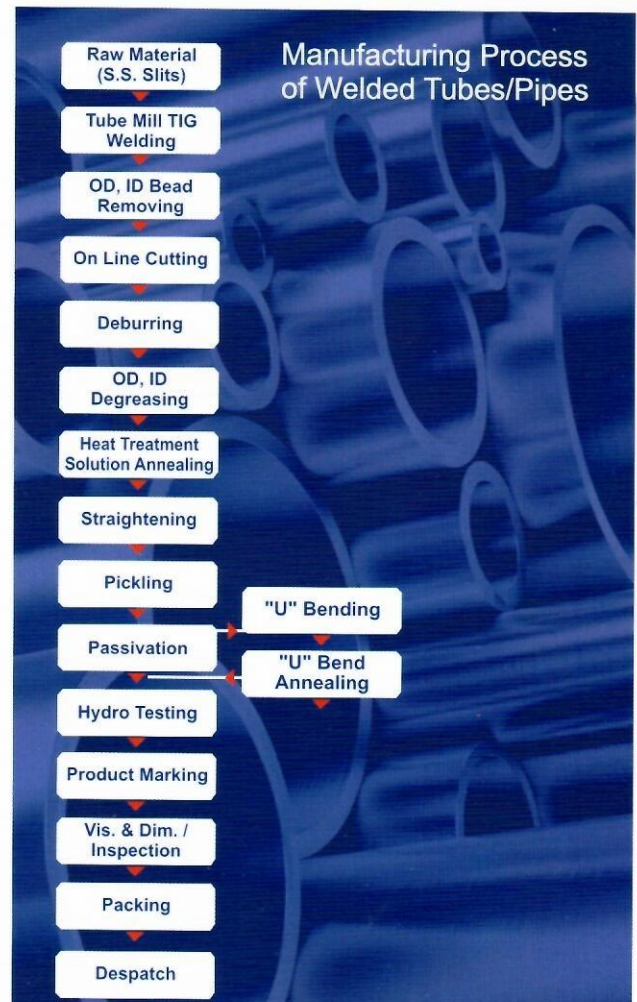 Manufacturing Process
of Welded Tubes/Pipes
Raw Material
(S.S. Slits)
Tube Mill TIG
Welding
OD, ID Bead
Removing
On Line Cutting
Deburring
OD, ID
Degreasing
Heat Treatment
Solution Annealing
Straightening
Pickling
"U" Bending
Passivation
"U" Bend
Annealing
Hydro Testing
Product Marking
Vis. & Dim. /
Inspection
Packing
Despatch